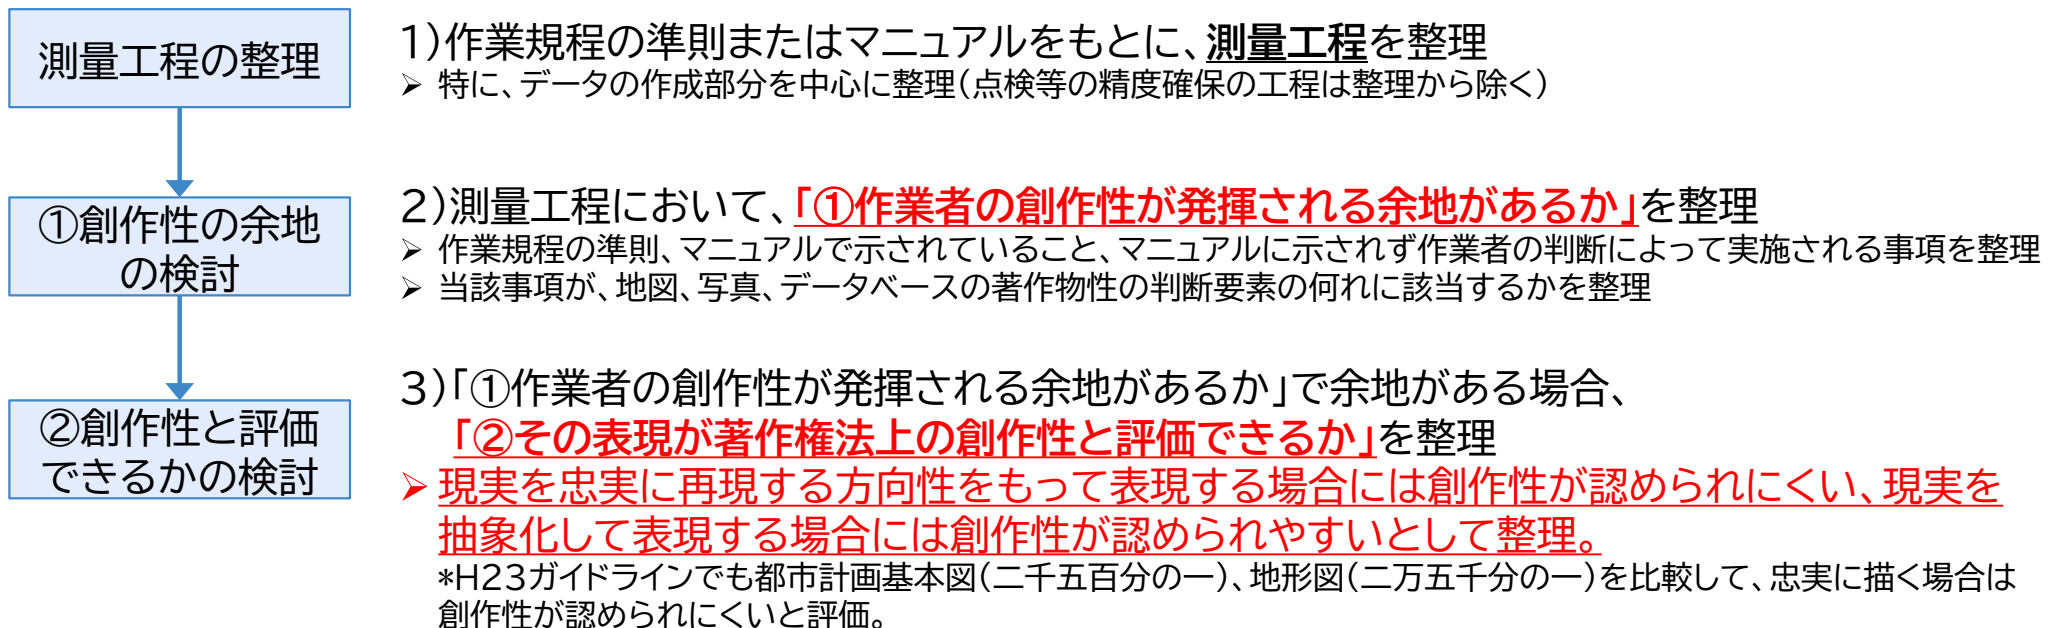 測量工程の整理
1)作業規程の準則またはマニュアルをもとに、測量工程を整理
➢ 特に、データの作成部分を中心に整理(点検等の精度確保の工程は整理から除く)
①創作性の余地
の検討
2)測量工程において、「①作業者の創作性が発揮される余地があるか」を整理
➢ 作業規程の準則、マニュアルで示されていること、マニュアルに示されず作業者の判断によって実施される事項を整理
➢ 当該事項が、地図、写真、データベースの著作物性の判断要素の何れに該当するかを整理
②創作性と評価
できるかの検討
3)「①作業者の創作性が発揮される余地があるか」で余地がある場合、
「②その表現が著作権法上の創作性と評価できるか」を整理
➢ 現実を忠実に再現する方向性をもって表現する場合には創作性が認められにくい、現実を
抽象化して表現する場合には創作性が認められやすいとして整理。
*H23ガイドラインでも都市計画基本図(二千五百分の一)、地形図(二万五千分の一)を比較して、忠実に描く場合は
創作性が認められにくいと評価。